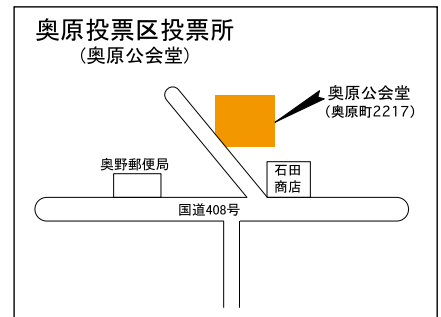 奥原投票区投票所
(奥原公会堂)
奥原公会堂
(奥原町2217)
奥野郵便局
石田
商店
国道408号